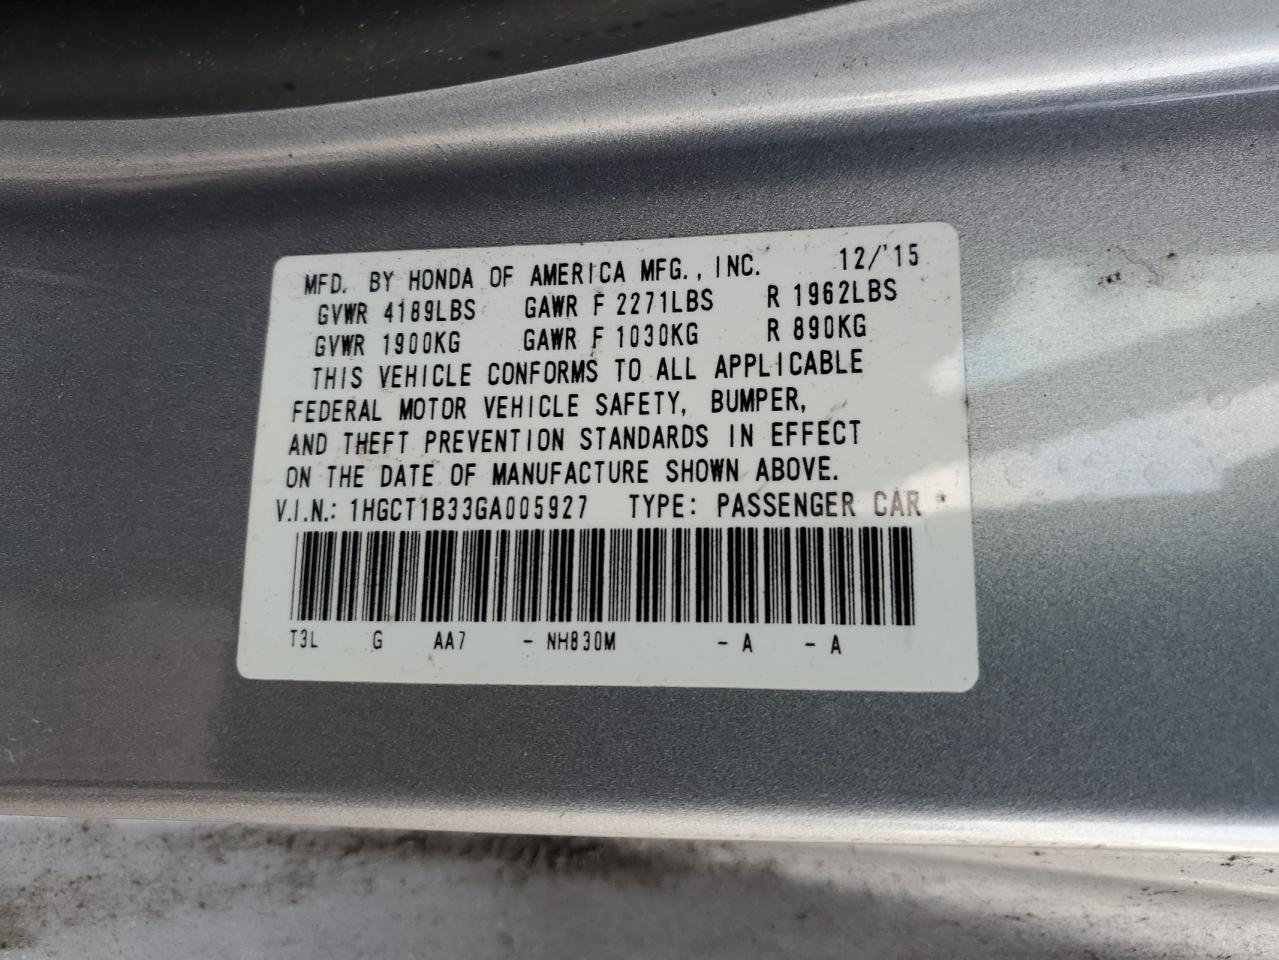 MFD. BY HONDA OF AMERICA MFG., INC. 12/'15
GVWR 4189LBS GAWR F 2271LBS R 1962LBS
GVWR 1900KG GAWR F 1030KG R 890KG
THIS VEHICLE CONFORMS TO ALL APPLICABLE
FEDERAL MOTOR VEHICLE SAFETY, BUMPER,
AND THEFT PREVENTION STANDARDS IN EFFECT
ON THE DATE OF MANUFACTURE SHOWN ABOVE.
V.I.N.: 1HGCT1B33GA005927 TYPE: PASSENGER CAR
T3L G AA7 - NH830M - A - A